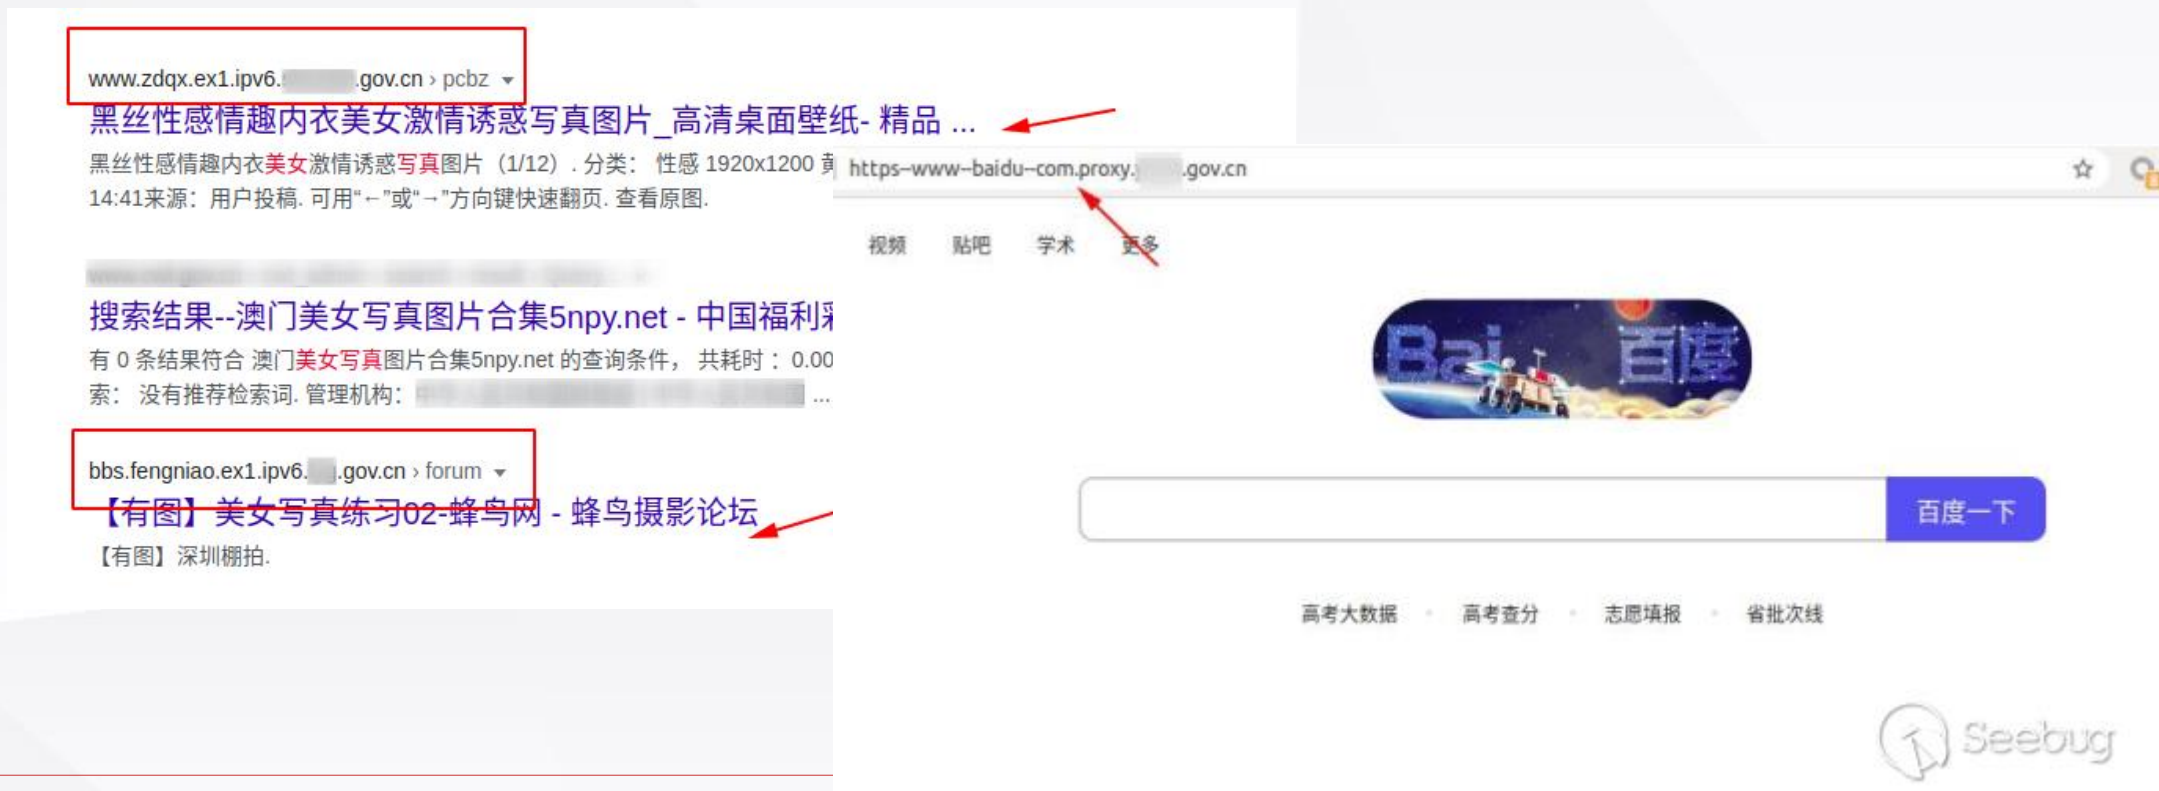 www.zdqx.ex1.ipv6. .gov.cn › pcbz
黑丝性感情趣内衣美女激情诱惑写真图片_高清桌面壁纸- 精品 ...
黑丝性感情趣内衣美女激情诱惑写真图片（1/12）. 分类： 性感 1920x1200
14:41来源：用户投稿. 可用“←”或“→”方向键快速翻页. 查看原图.
搜索结果--澳门美女写真图片合集5npy.net - 中国福利
有 0 条结果符合 澳门美女写真图片合集5npy.net 的查询条件， 共耗时： 0.00
索： 没有推荐检索词. 管理机构： ...
bbs.fengniao.ex1.ipv6. .gov.cn › forum
【有图】美女写真练习02-蜂鸟网 - 蜂鸟摄影论坛
【有图】深圳棚拍.
https--www--baidu--com.proxy. .gov.cn
视频 贴吧 学术 更多
Bai 百度
百度一下
高考大数据 高考查分 志愿填报 省批次线
Seebug